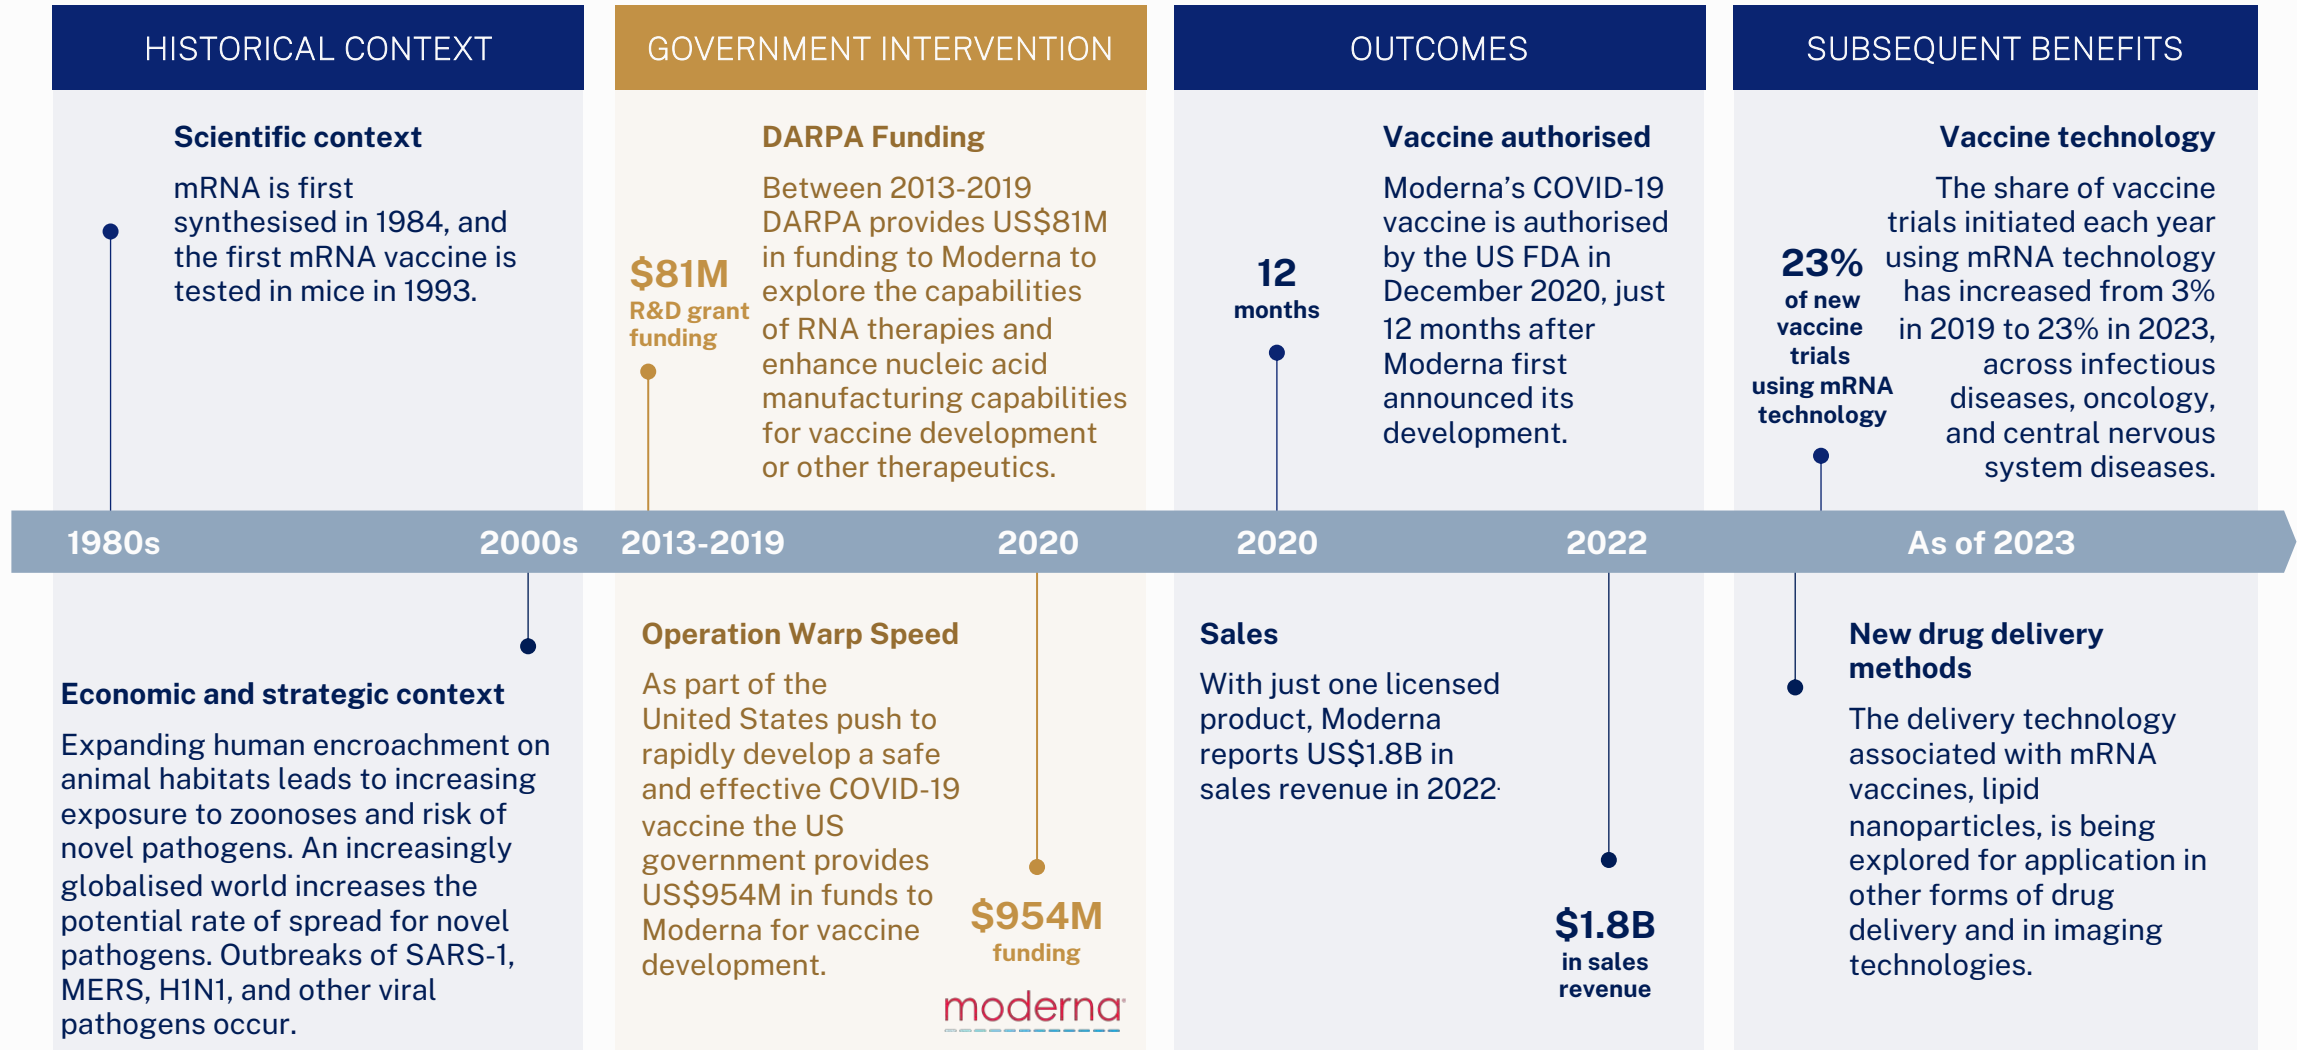 HISTORICAL CONTEXT
Scientific context
mRNA is first
synthesised in 1984, and
the first mRNA vaccine is
tested in mice in 1993.
1980s
2000s
Economic and strategic context
Expanding human encroachment on
animal habitats leads to increasing
exposure to zoonoses and risk of
novel pathogens. An increasingly
globalised world increases the
potential rate of spread for novel
pathogens. Outbreaks of SARS-1,
MERS, H1N1, and other viral
pathogens occur.
GOVERNMENT INTERVENTION
$81M
R&D grant
funding
DARPA Funding
Between 2013-2019
DARPA provides US$81M
in funding to Moderna to
explore the capabilities
of RNA therapies and
enhance nucleic acid
manufacturing capabilities
for vaccine development
or other therapeutics.
2013-2019
2020
Operation Warp Speed
As part of the
United States push to
rapidly develop a safe
and effective COVID-19
vaccine the US
government provides
US$954M in funds to
Moderna for vaccine
development.
$954M
funding
moderna
OUTCOMES
12
months
Vaccine authorised
Moderna’s COVID-19
vaccine is authorised
by the US FDA in
December 2020, just
12 months after
Moderna first
announced its
development.
2020
2022
Sales
With just one licensed
product, Moderna
reports US$1.8B in
sales revenue in 2022.
$1.8B
in sales
revenue
SUBSEQUENT BENEFITS
23%
of new
vaccine
trials
using mRNA
technology
Vaccine technology
The share of vaccine
trials initiated each year
using mRNA technology
has increased from 3%
in 2019 to 23% in 2023,
across infectious
diseases, oncology,
and central nervous
system diseases.
As of 2023
New drug delivery
methods
The delivery technology
associated with mRNA
vaccines, lipid
nanoparticles, is being
explored for application in
other forms of drug
delivery and in imaging
technologies.